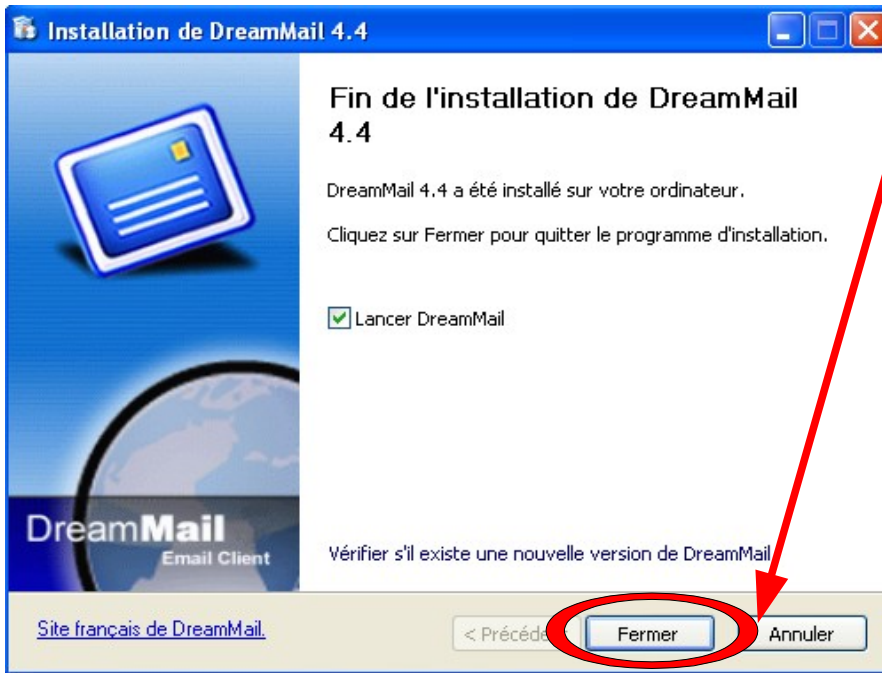 Installation de DreamMail 4.4
Fin de l'installation de DreamMail
4.4
DreamMail 4.4 a été installé sur votre ordinateur.
Cliquez sur Fermer pour quitter le programme d'installation.
Lancer DreamMail
DreamMail
Email Client
Vérifier s'il existe une nouvelle version de DreamMail
Site français de DreamMail.
< Précéde
Fermer
Annuler